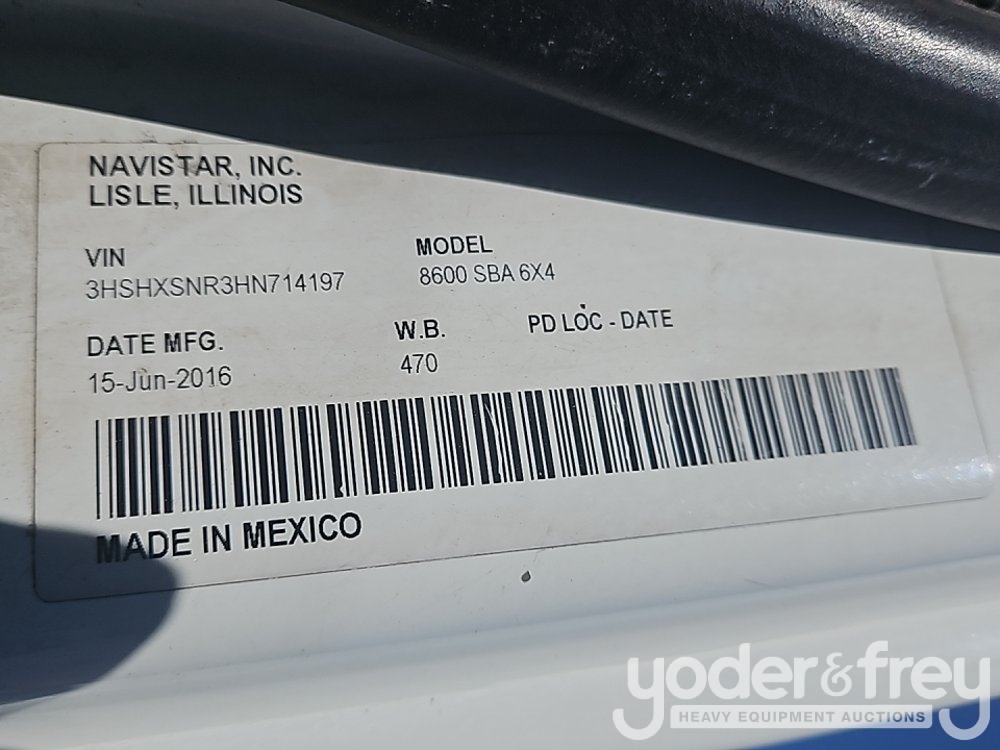 NAVISTAR, INC.
LISLE, ILLINOIS
VIN
3HSHXSNR3HN714197
MODEL
8600 SBA 6X4
DATE MFG.
15-Jun-2016
W.B.
470
PD LOC - DATE
MADE IN MEXICO
yoder&frey
HEAVY EQUIPMENT AUCTIONS